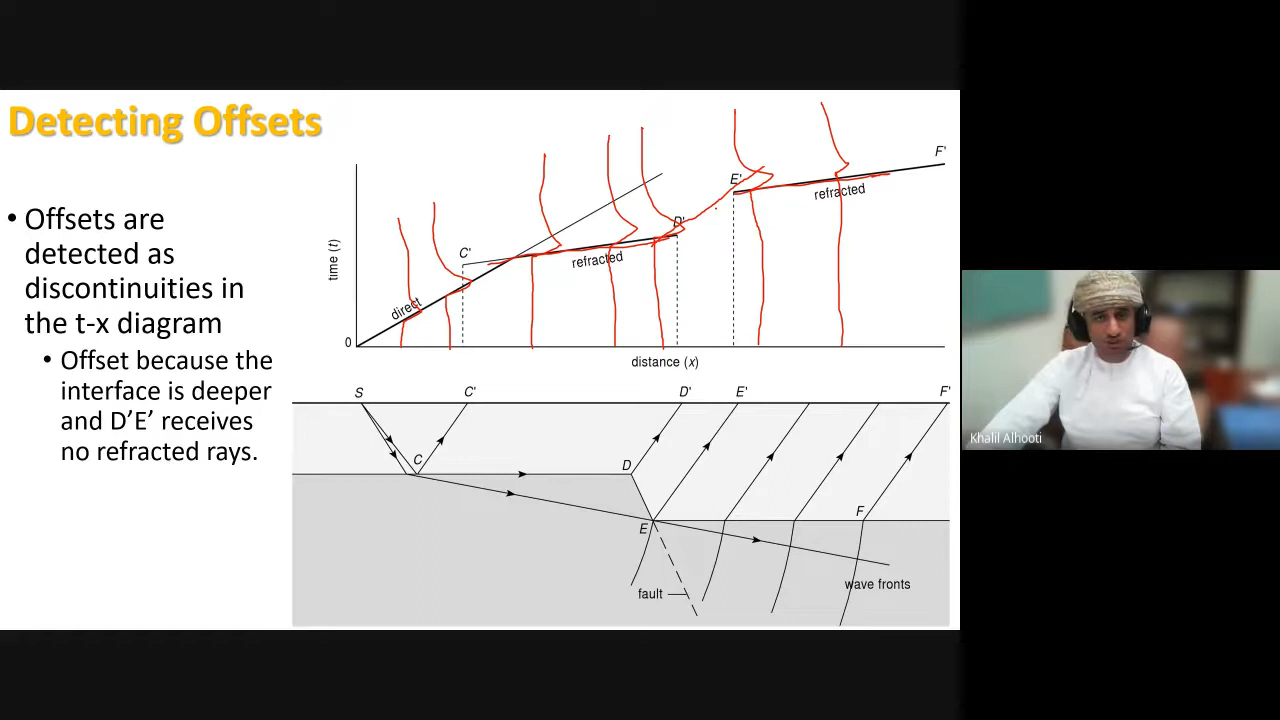 Detecting Offsets
• Offsets are
detected as
discontinuities in
the t-x diagram
• Offset because the
interface is deeper
and D’E’ receives
no refracted rays.
time (t)
0
direct
C'
refracted
D'
E'
refracted
F'
distance (x)
S
C'
D'
E'
F'
C
D
E
F
fault
wave fronts
Khalil Alhooti